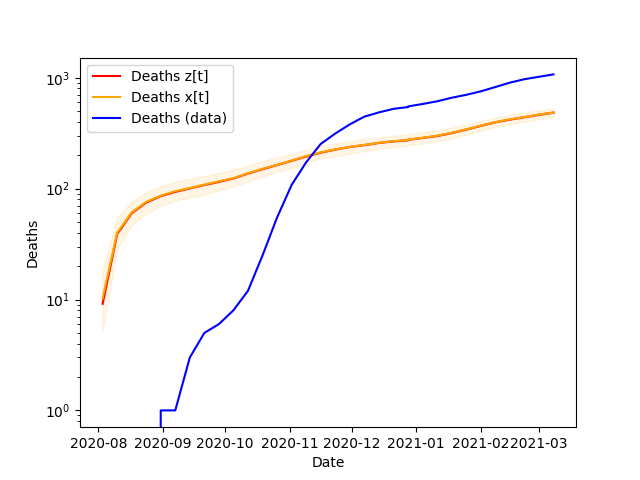 Deaths z[t]
Deaths x[t]
Deaths (data)
Deaths
10³
10²
10¹
10⁰
2020-08 2020-09 2020-10 2020-11 2020-12 2021-01 2021-02 2021-03
Date